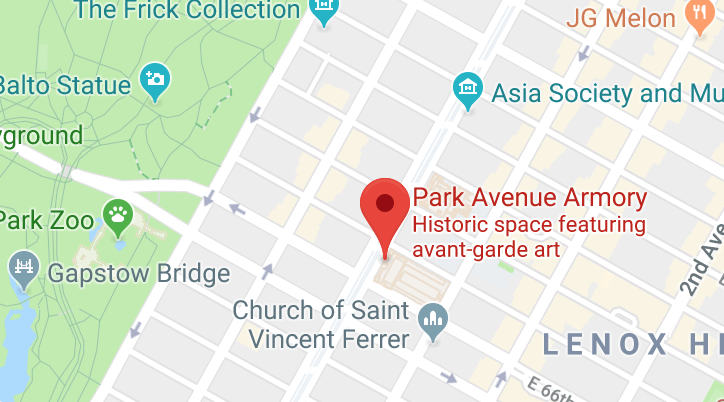 The Frick Collection
JG Melon
Balto Statue
Asia Society and Mu
yground
Park Avenue Armory
Historic space featuring
avant-garde art
Park Zoo
Gapstow Bridge
2nd Ave
Church of Saint
Vincent Ferrer
LENOX HI
E 66th